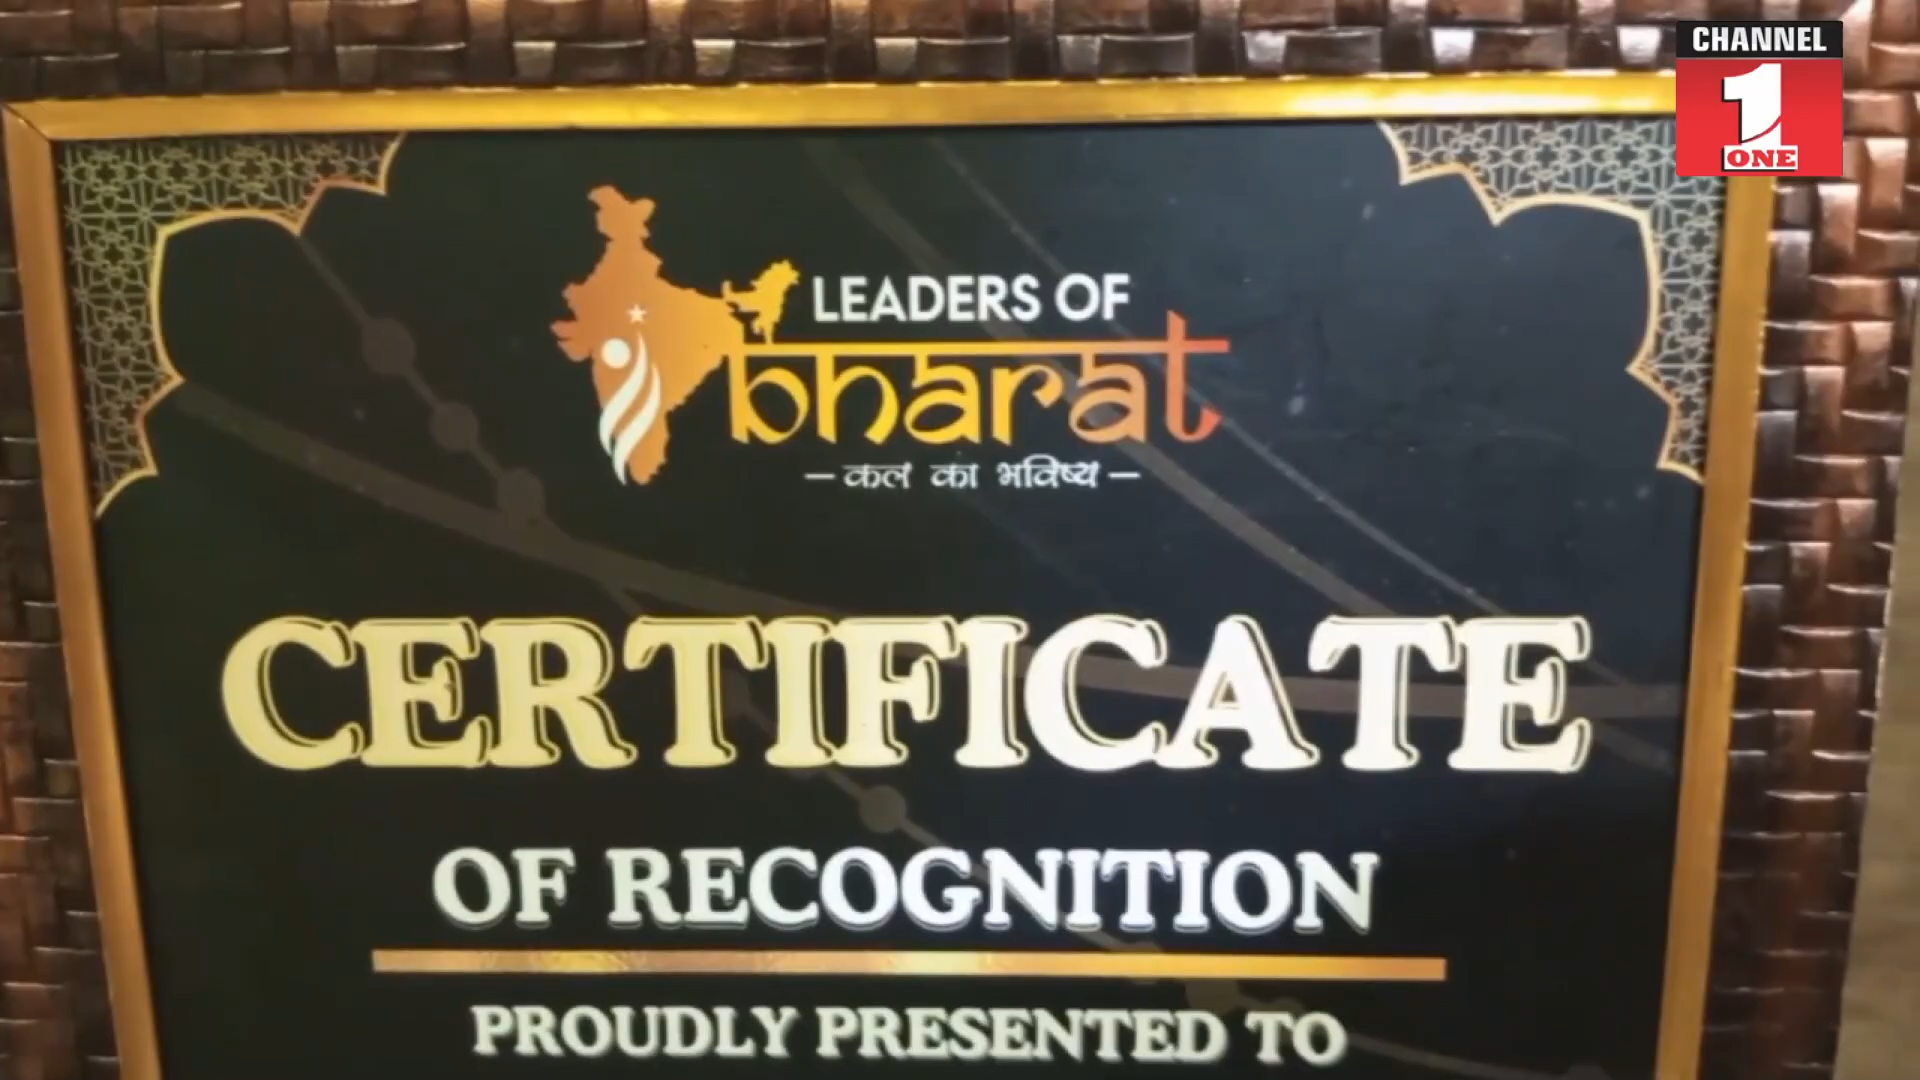 CHANNEL
1
ONE
LEADERS OF
bharat
– कल का भविष्य –
CERTIFICATE
OF RECOGNITION
PROUDLY PRESENTED TO